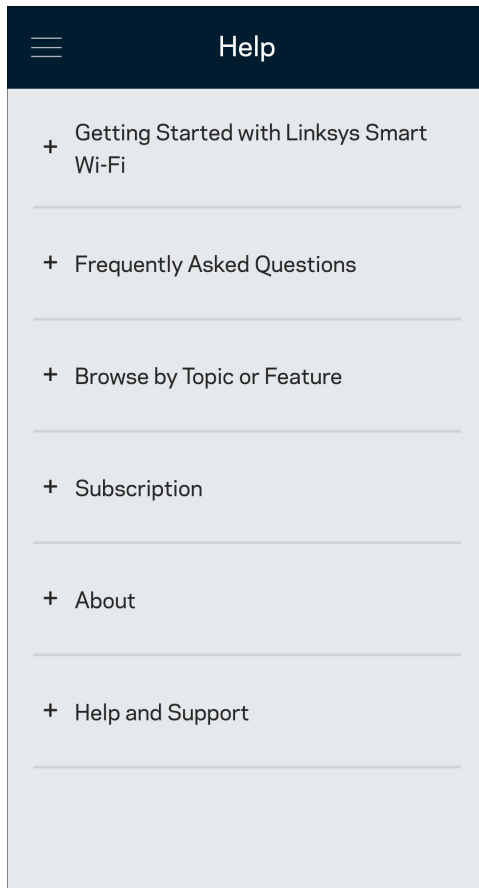 Help
Getting Started with Linksys Smart
Wi-Fi
Frequently Asked Questions
Browse by Topic or Feature
Subscription
About
Help and Support